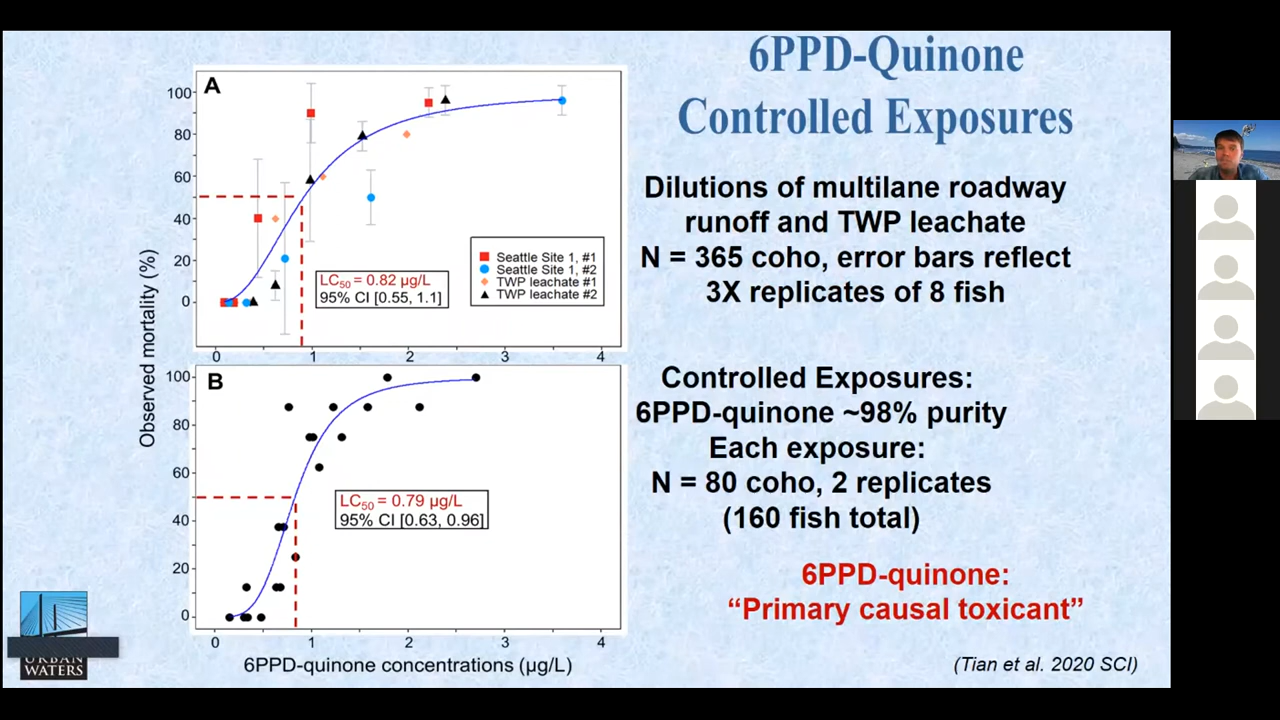 6PPD-Quinone
Controlled Exposures
Dilutions of multilane roadway
runoff and TWP leachate
N = 365 coho, error bars reflect
3X replicates of 8 fish
Controlled Exposures:
6PPD-quinone ~98% purity
Each exposure:
N = 80 coho, 2 replicates
(160 fish total)
6PPD-quinone:
“Primary causal toxicant”
(Tian et al. 2020 SCI)
Observed mortality (%)
A
100
80
60
40
20
0
LC50 = 0.82 µg/L
95% CI [0.55, 1.1]
Seattle Site 1, #1
Seattle Site 1, #2
TWP leachate #1
TWP leachate #2
0 1 2 3 4
B
100
80
60
40
20
0
LC50 = 0.79 µg/L
95% CI [0.63, 0.96]
0 1 2 3 4
6PPD-quinone concentrations (µg/L)
URBAN
WATERS